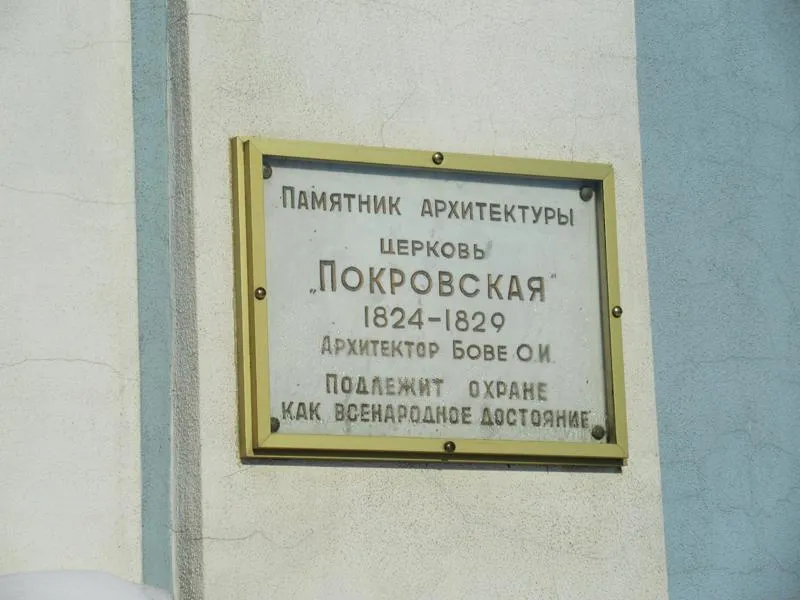 Памятник архитектуры
церковь
„Покровская"
1824-1829
Архитектор Бове О.И.
Подлежит охране
как всенародное достояние